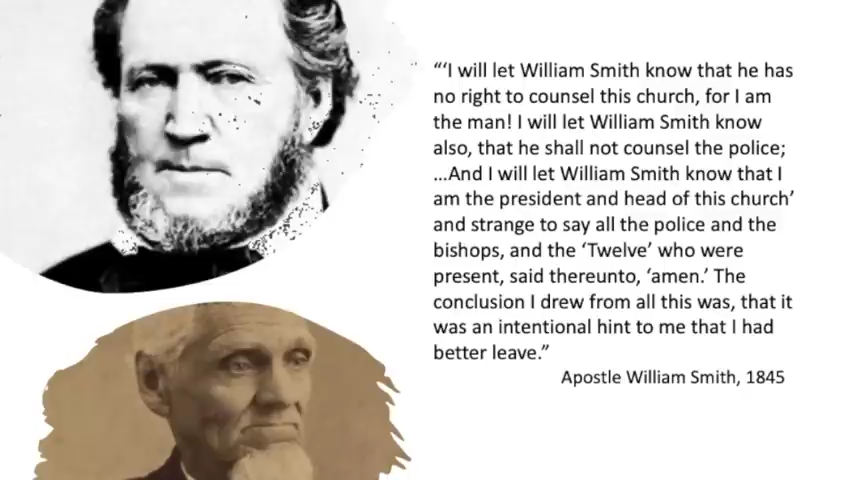 “‘I will let William Smith know that he has
no right to counsel this church, for I am
the man! I will let William Smith know
also, that he shall not counsel the police;
...And I will let William Smith know that I
am the president and head of this church’
and strange to say all the police and the
bishops, and the ‘Twelve’ who were
present, said thereunto, ‘amen.’ The
conclusion I drew from all this was, that it
was an intentional hint to me that I had
better leave.”
Apostle William Smith, 1845